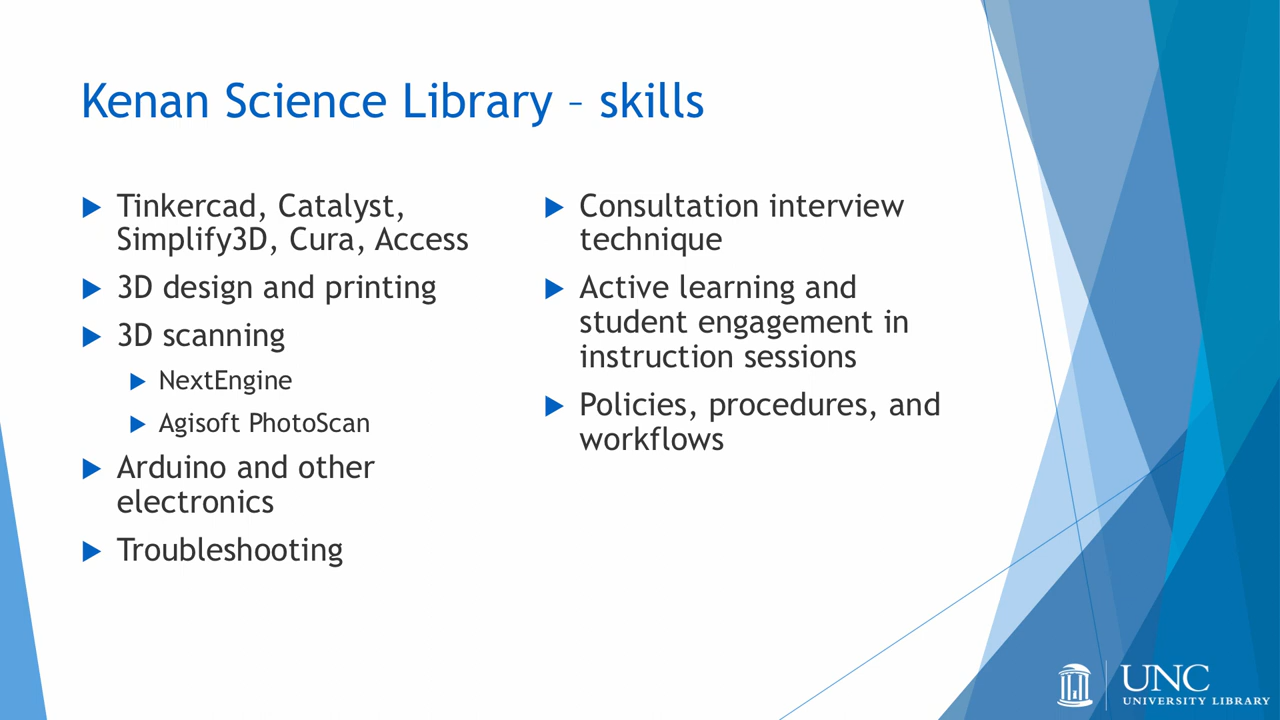 Kenan Science Library – skills
Tinkercad, Catalyst,
Simplify3D, Cura, Access
3D design and printing
3D scanning
NextEngine
Agisoft PhotoScan
Arduino and other
electronics
Troubleshooting
Consultation interview
technique
Active learning and
student engagement in
instruction sessions
Policies, procedures, and
workflows
UNC
UNIVERSITY LIBRARY